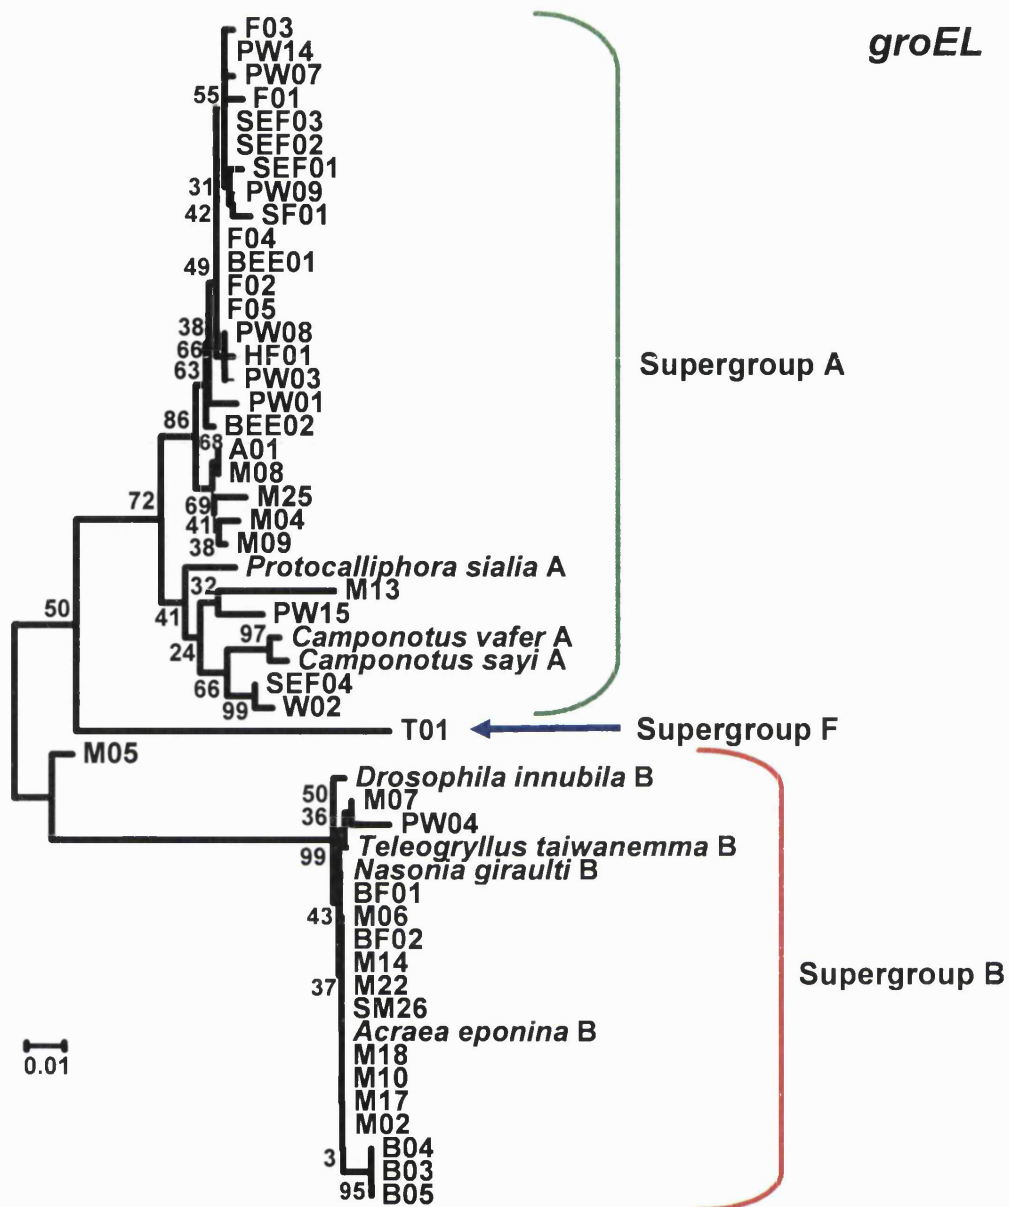 groEL
F03
PW14
PW07
55
F01
SEF03
SEF02
SEF01
31
PW09
42
SF01
F04
49
BEE01
F02
F05
38
PW08
66
HF01
63
PW03
PW01
86
BEE02
68
A01
M08
72
M25
69
M04
41
38
M09
Protocalliphora sialia A
32
M13
50
41
PW15
97
Camponotus vafer A
24
Camponotus sayi A
66
SEF04
99
W02
Supergroup A
T01
Supergroup F
M05
Drosophila innubila B
50
M07
36
PW04
99
Teleogryllus taiwanemma B
Nasonia giraulti B
BF01
43
M06
BF02
M14
37
M22
SM26
Acraea eponina B
M18
M10
M17
M02
3
B04
B03
95
B05
Supergroup B
0.01